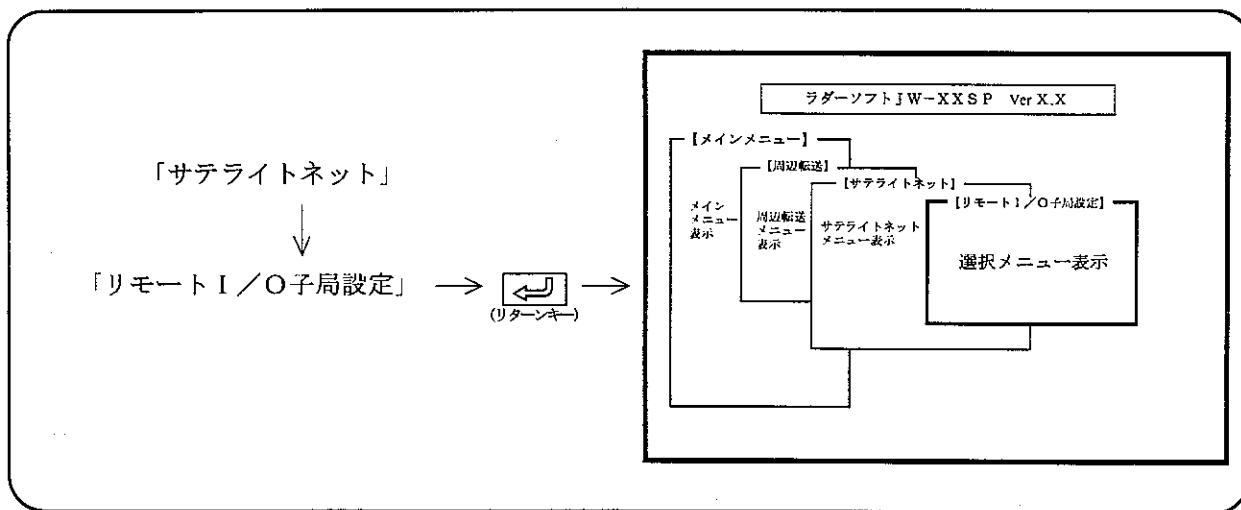 「サテライトネット」
「リモートI/O子局設定」
(リターンキー)
ラダーソフトJW-XXSP Ver X.X
【メインメニュー】
【周辺転送】
【サテライトネット】
【リモートI/O子局設定】
メイン
メニュー
表示
周辺転送
メニュー
表示
サテライトネット
メニュー表示
選択メニュー表示